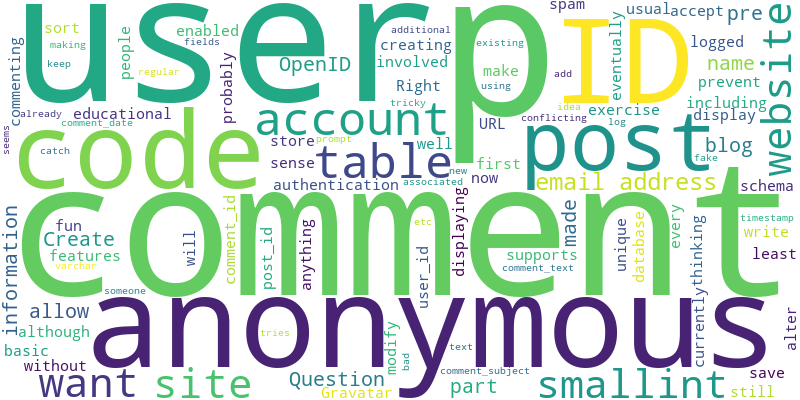 user
p
ID
code
account
post
website
table
comment
email address
anonymous
want
site
smallint
sort
making
keep
people
enabled
fields
additional
regular
OpenID
creating
involved
Right
existing
make
using
spam
add
idea
conflicting
log
eventually
usual
accept
pre
logged
name
prevent
including
exercise
display
URL
blog
commenting
already
educational
comment_date
catch
seems
probably
store
prompt
sense
tricky
well
authentication
new
associated
first
now
fake
schema
Create
fun
features
varchar
information
someone
although
basic
without
allow
will
comment_id
post_id
tries
anything
etc
user_id
displaying
modify
bad
text
supports
comment_text
made
unique
database
every
currently
thinking
timestamp
write
least
alter
save
still
Question
Gravatar
comment_subject
part